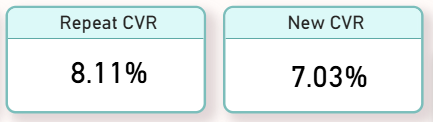 Repeat CVR
8.11%
New CVR
7.03%